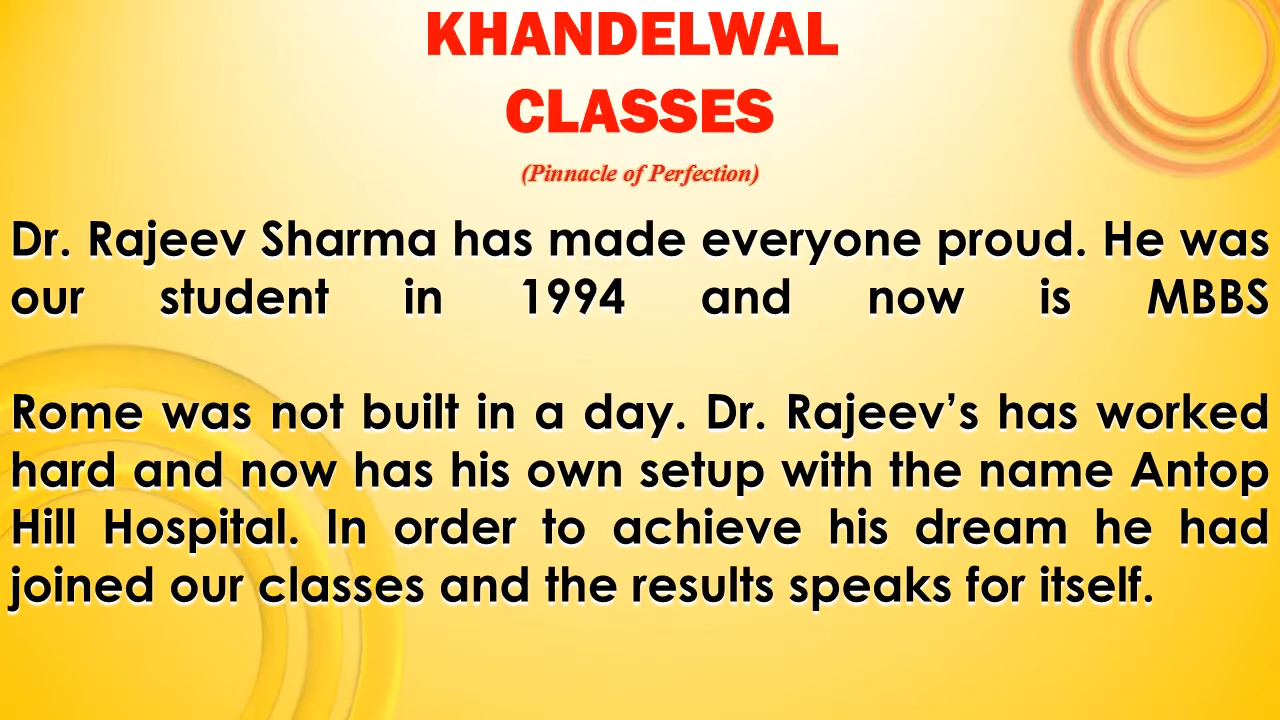 KHANDELWAL
CLASSES
(Pinnacle of Perfection)
Dr. Rajeev Sharma has made everyone proud. He was
our student in 1994 and now is MBBS
Rome was not built in a day. Dr. Rajeev’s has worked
hard and now has his own setup with the name Antop
Hill Hospital. In order to achieve his dream he had
joined our classes and the results speaks for itself.